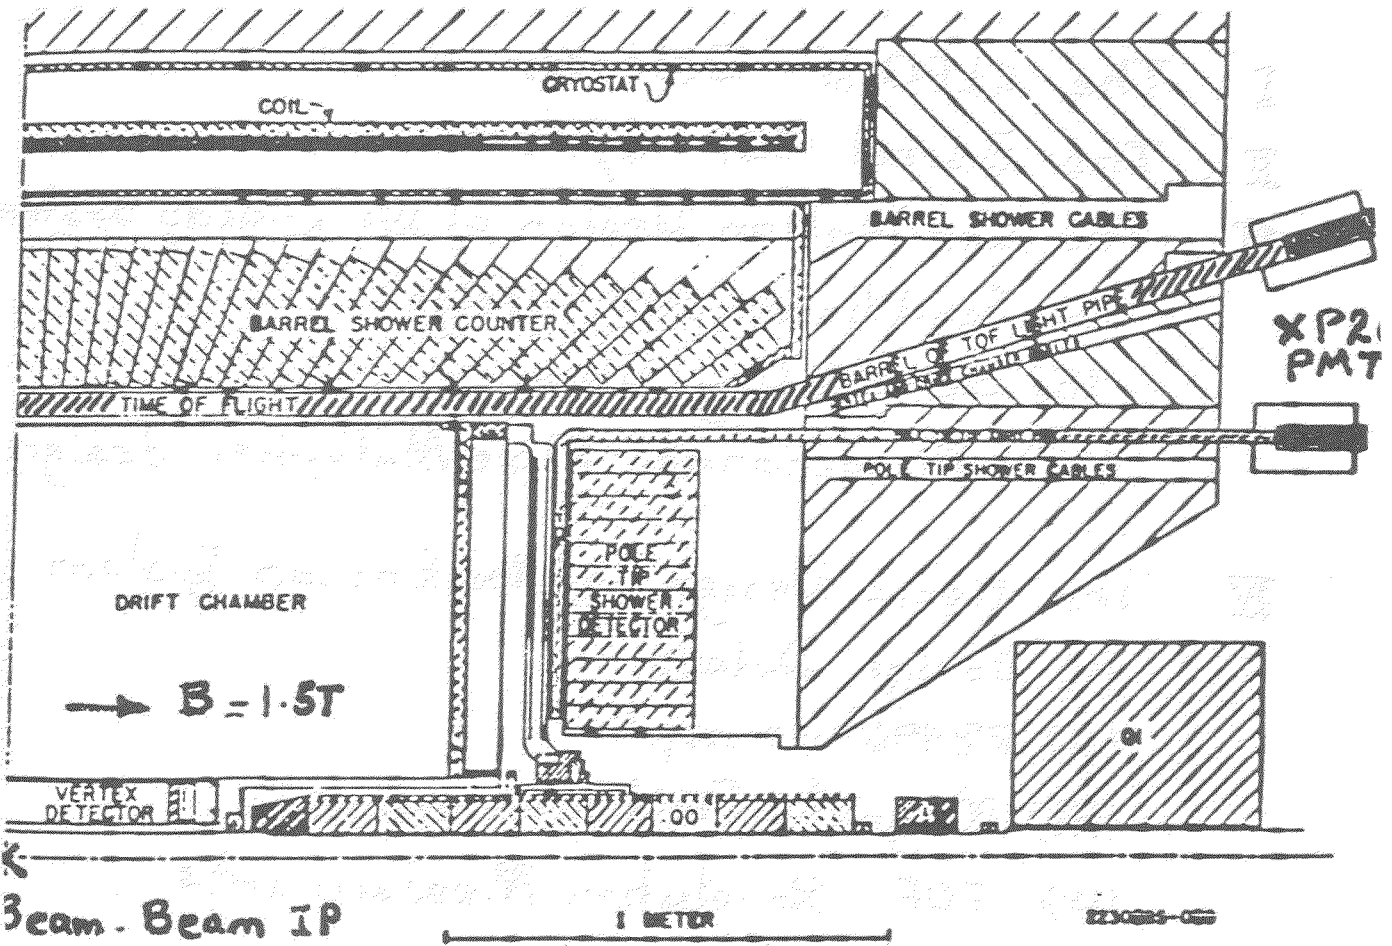 CRYOSTAT
COIL
BARREL SHOWER CABLES
BARREL SHOWER COUNTER
BARREL OF TOF LIGHT PIPE
XP2
PMT
TIME OF FLIGHT
POLE TIP SHOWER CABLES
POLE
TIP
SHOWER
DETECTOR
DRIFT CHAMBER
B = 1.5T
Q1
VERTEX
DETECTOR
Beam. Beam IP
1 METER